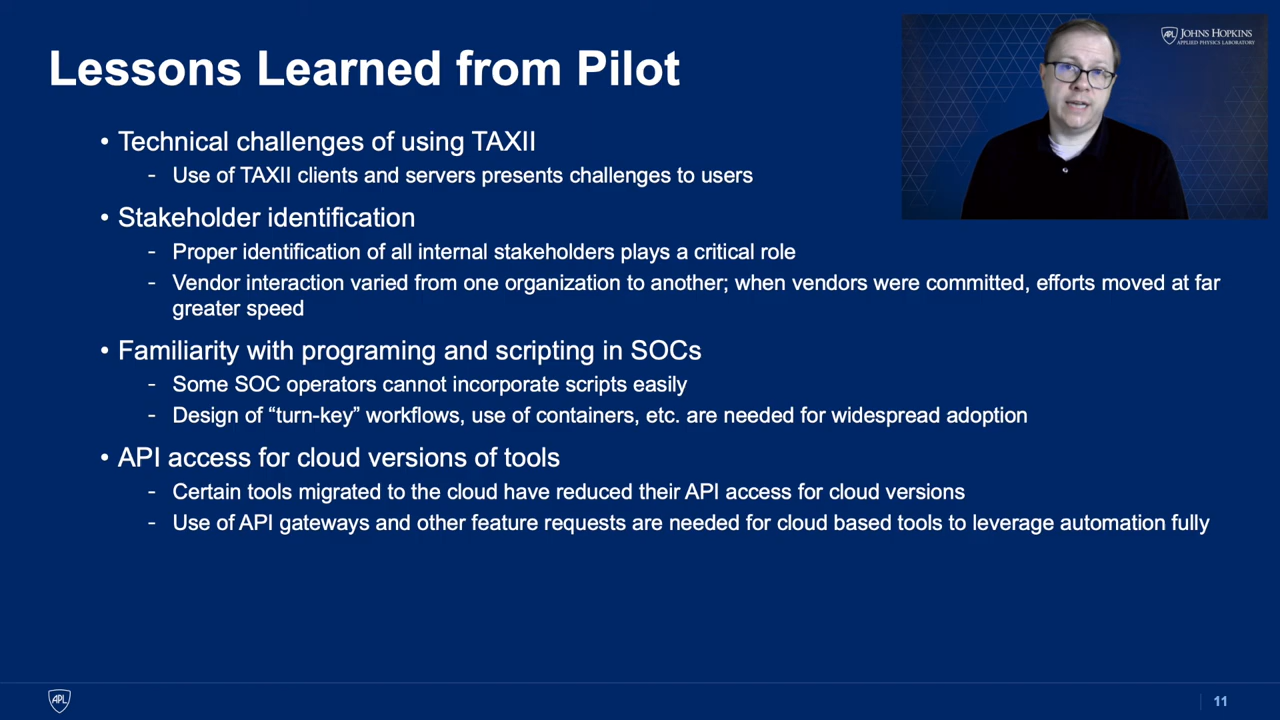 Lessons Learned from Pilot
APL JOHNS HOPKINS
APPLIED PHYSICS LABORATORY
• Technical challenges of using TAXII
- Use of TAXII clients and servers presents challenges to users
• Stakeholder identification
- Proper identification of all internal stakeholders plays a critical role
- Vendor interaction varied from one organization to another; when vendors were committed, efforts moved at far
greater speed
• Familiarity with programing and scripting in SOCs
- Some SOC operators cannot incorporate scripts easily
- Design of “turn-key” workflows, use of containers, etc. are needed for widespread adoption
• API access for cloud versions of tools
- Certain tools migrated to the cloud have reduced their API access for cloud versions
- Use of API gateways and other feature requests are needed for cloud based tools to leverage automation fully
APL
11